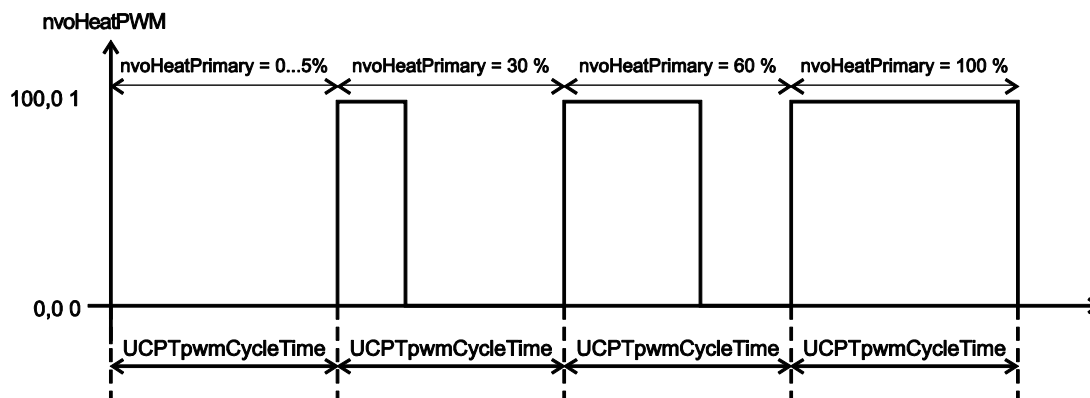 nvoHeatPWM
nvoHeatPrimary = 0...5% nvoHeatPrimary = 30 % nvoHeatPrimary = 60 % nvoHeatPrimary = 100 %
100,0 1
0,0 0
UCPTpwmCycleTime UCPTpwmCycleTime UCPTpwmCycleTime UCPTpwmCycleTime